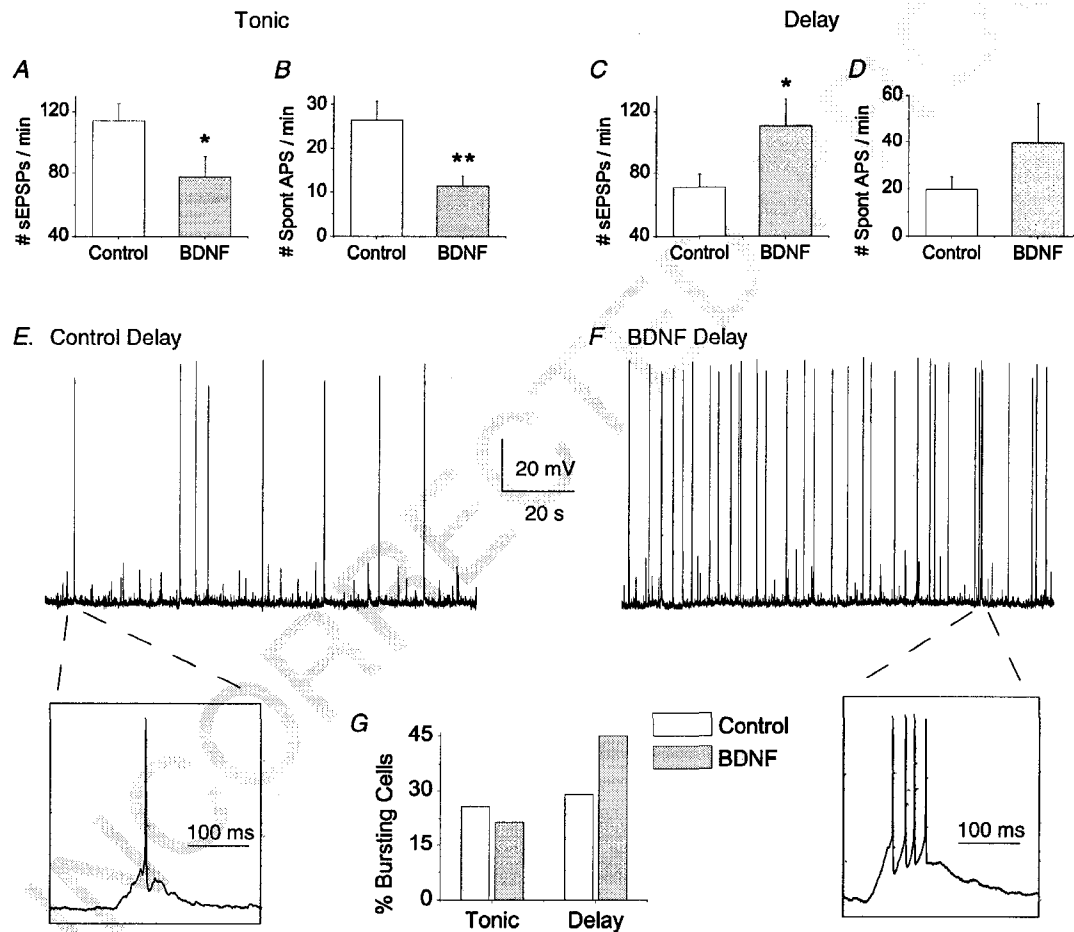 Tonic
Delay
A
B
C
D
# sEPSPs / min
120
80
40
Control
BDNF
*
# Spont APS / min
30
20
10
0
Control
BDNF
**
# sEPSPs / min
120
80
40
Control
BDNF
*
# Spont APS / min
60
40
20
0
Control
BDNF
E. Control Delay
F BDNF Delay
20 mV
20 s
100 ms
G
% Bursting Cells
45
30
15
0
Tonic
Delay
Control
BDNF
100 ms
UNCORRECTED